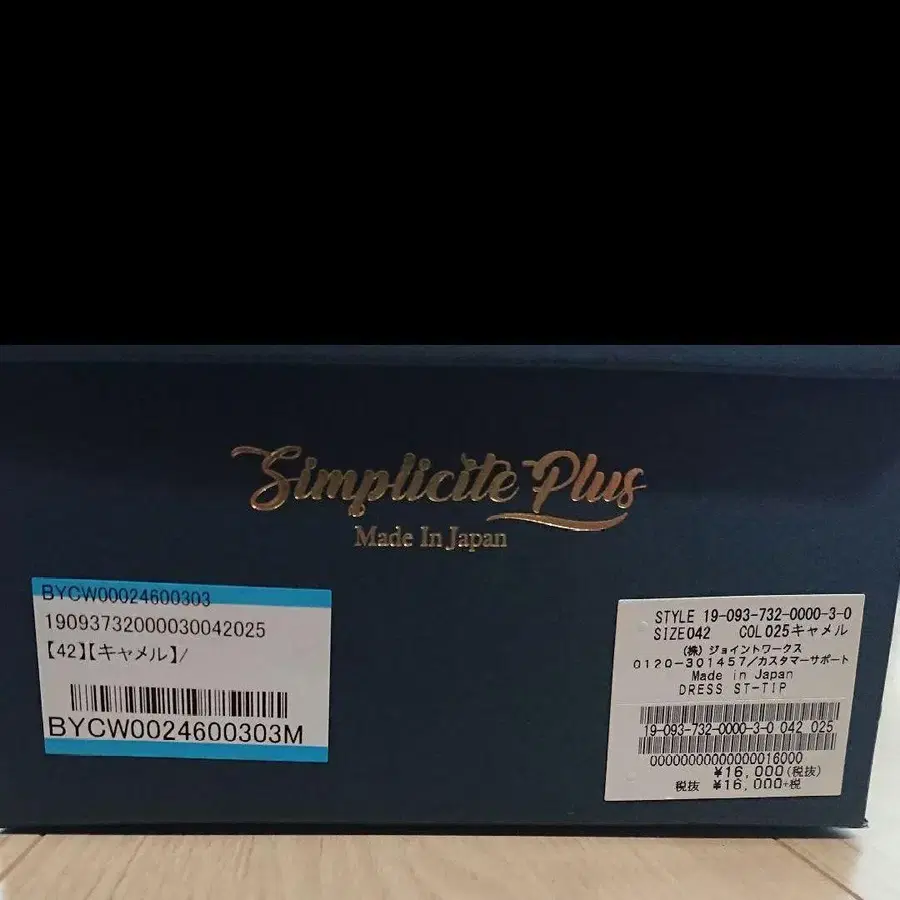 Simplicite Plus
Made In Japan
BYCW00024600303
19093732000030042025
【42】【キャメル】/
BYCW0024600303M
STYLE 19-093-732-0000-3-0
SIZE042 COL025キャメル
(株) ジョイントワークス
0120-301457/カスタマーサポート
Made in Japan
DRESS ST-TIP
19-093-732-0000-3-0 042 025
00000000000000016000
¥16,000(税抜)
税抜 ¥16,000+税